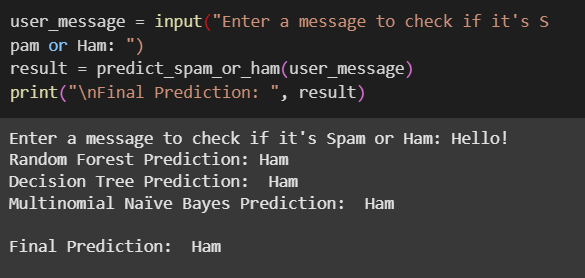 user_message = input("Enter a message to check if it's S
pam or Ham: ")
result = predict_spam_or_ham(user_message)
print("\nFinal Prediction: ", result)
Enter a message to check if it's Spam or Ham: Hello!
Random Forest Prediction: Ham
Decision Tree Prediction:  Ham
Multinomial Naïve Bayes Prediction:  Ham
Final Prediction:  Ham